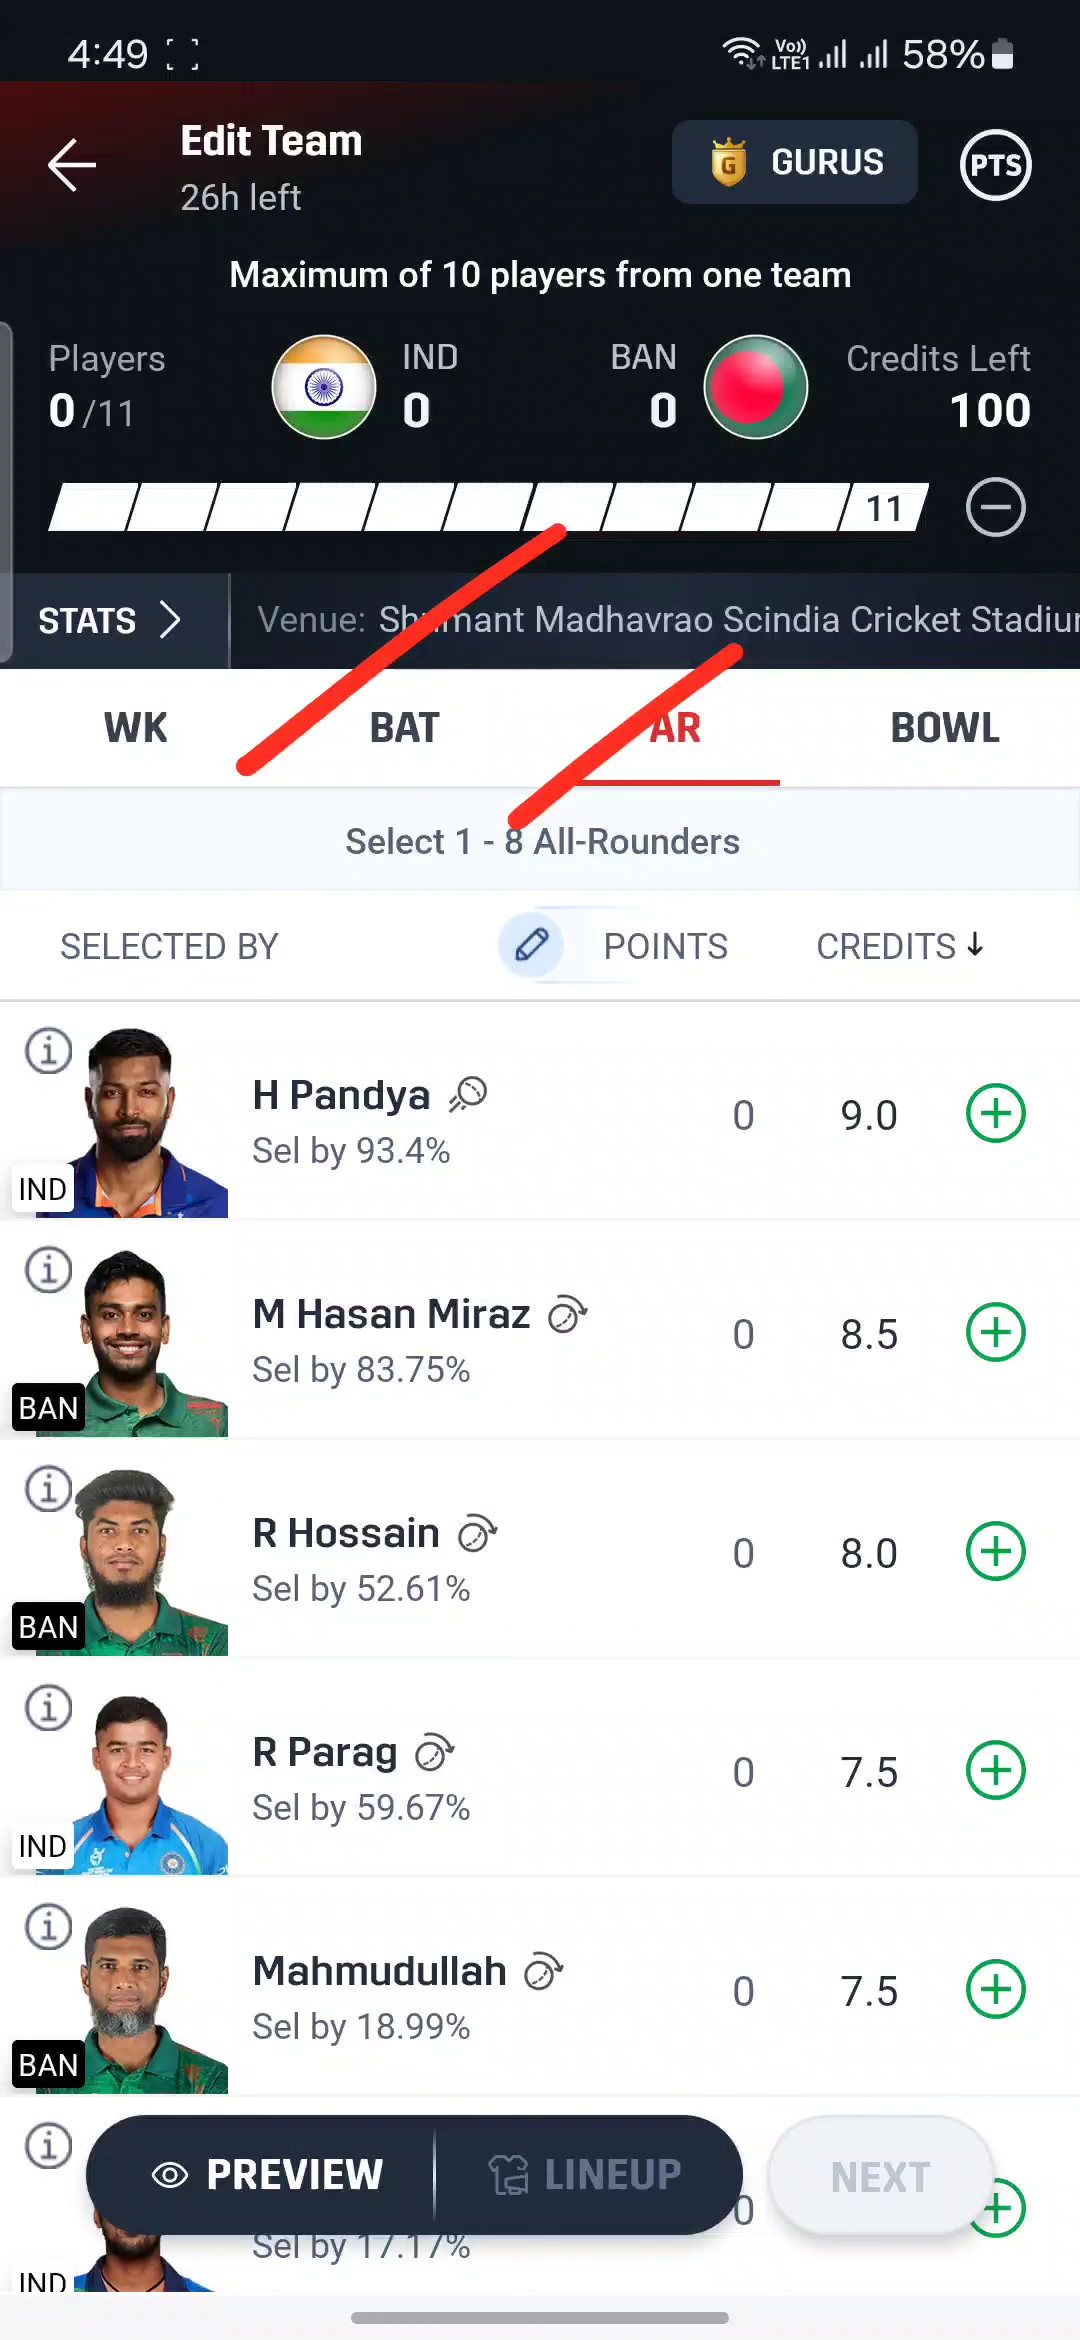 4:49 Vo)) LTE1 58%
Edit Team
26h left
G GURUS
PTS
Maximum of 10 players from one team
Players IND BAN Credits Left
0/11 0 0 100
11
STATS Venue: Madhavrao Scindia Cricket Stadiu
WK BAT AR BOWL
Select 1 - 8 All-Rounders
SELECTED BY POINTS CREDITS ↓
H Pandya 0 9.0
Sel by 93.4%
IND
M Hasan Miraz 0 8.5
Sel by 83.75%
BAN
R Hossain 0 8.0
Sel by 52.61%
BAN
R Parag 0 7.5
Sel by 59.67%
IND
Mahmudullah 0 7.5
Sel by 18.99%
BAN
PREVIEW LINEUP 0 NEXT
Sel by 17.17%
IND